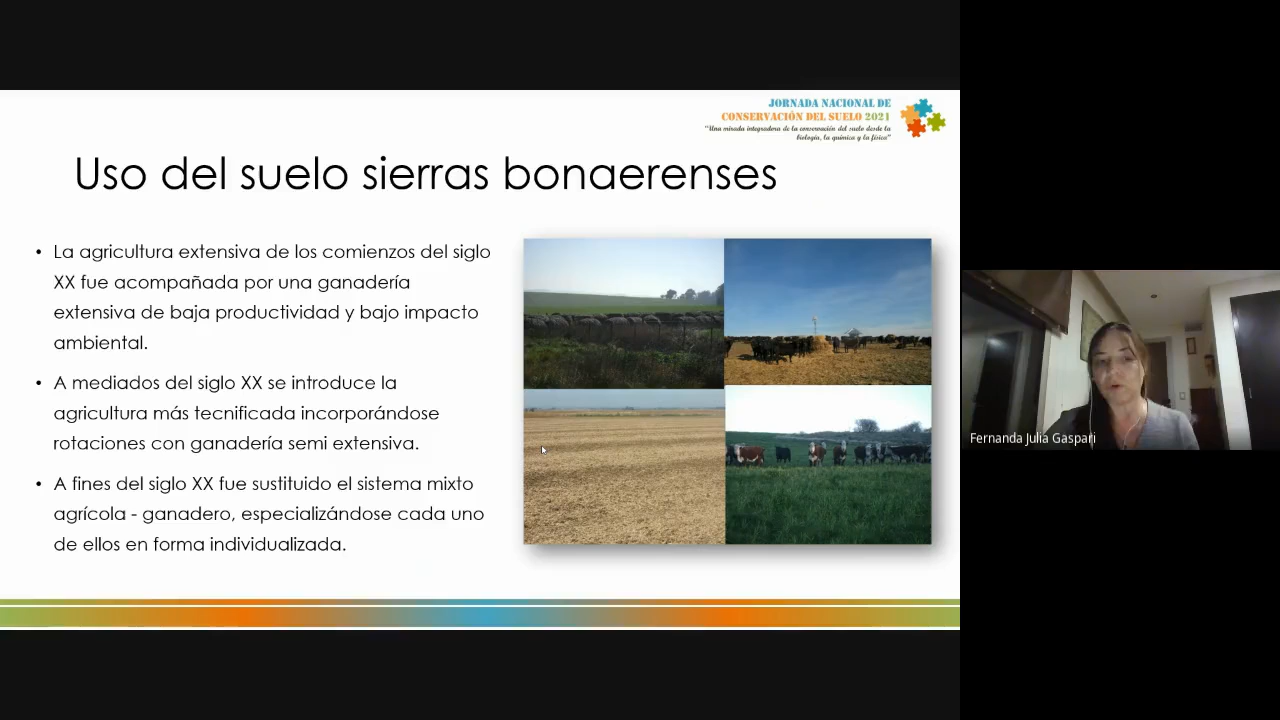 JORNADA NACIONAL DE
CONSERVACIÓN DEL SUELO 2021
"Una mirada integradora de la conservación del suelo desde la
biología, la química y la física"
Uso del suelo sierras bonaerenses
• La agricultura extensiva de los comienzos del siglo
XX fue acompañada por una ganadería
extensiva de baja productividad y bajo impacto
ambiental.
• A mediados del siglo XX se introduce la
agricultura más tecnificada incorporándose
rotaciones con ganadería semi extensiva.
• A fines del siglo XX fue sustituido el sistema mixto
agrícola - ganadero, especializándose cada uno
de ellos en forma individualizada.
Fernanda Julia Gaspari